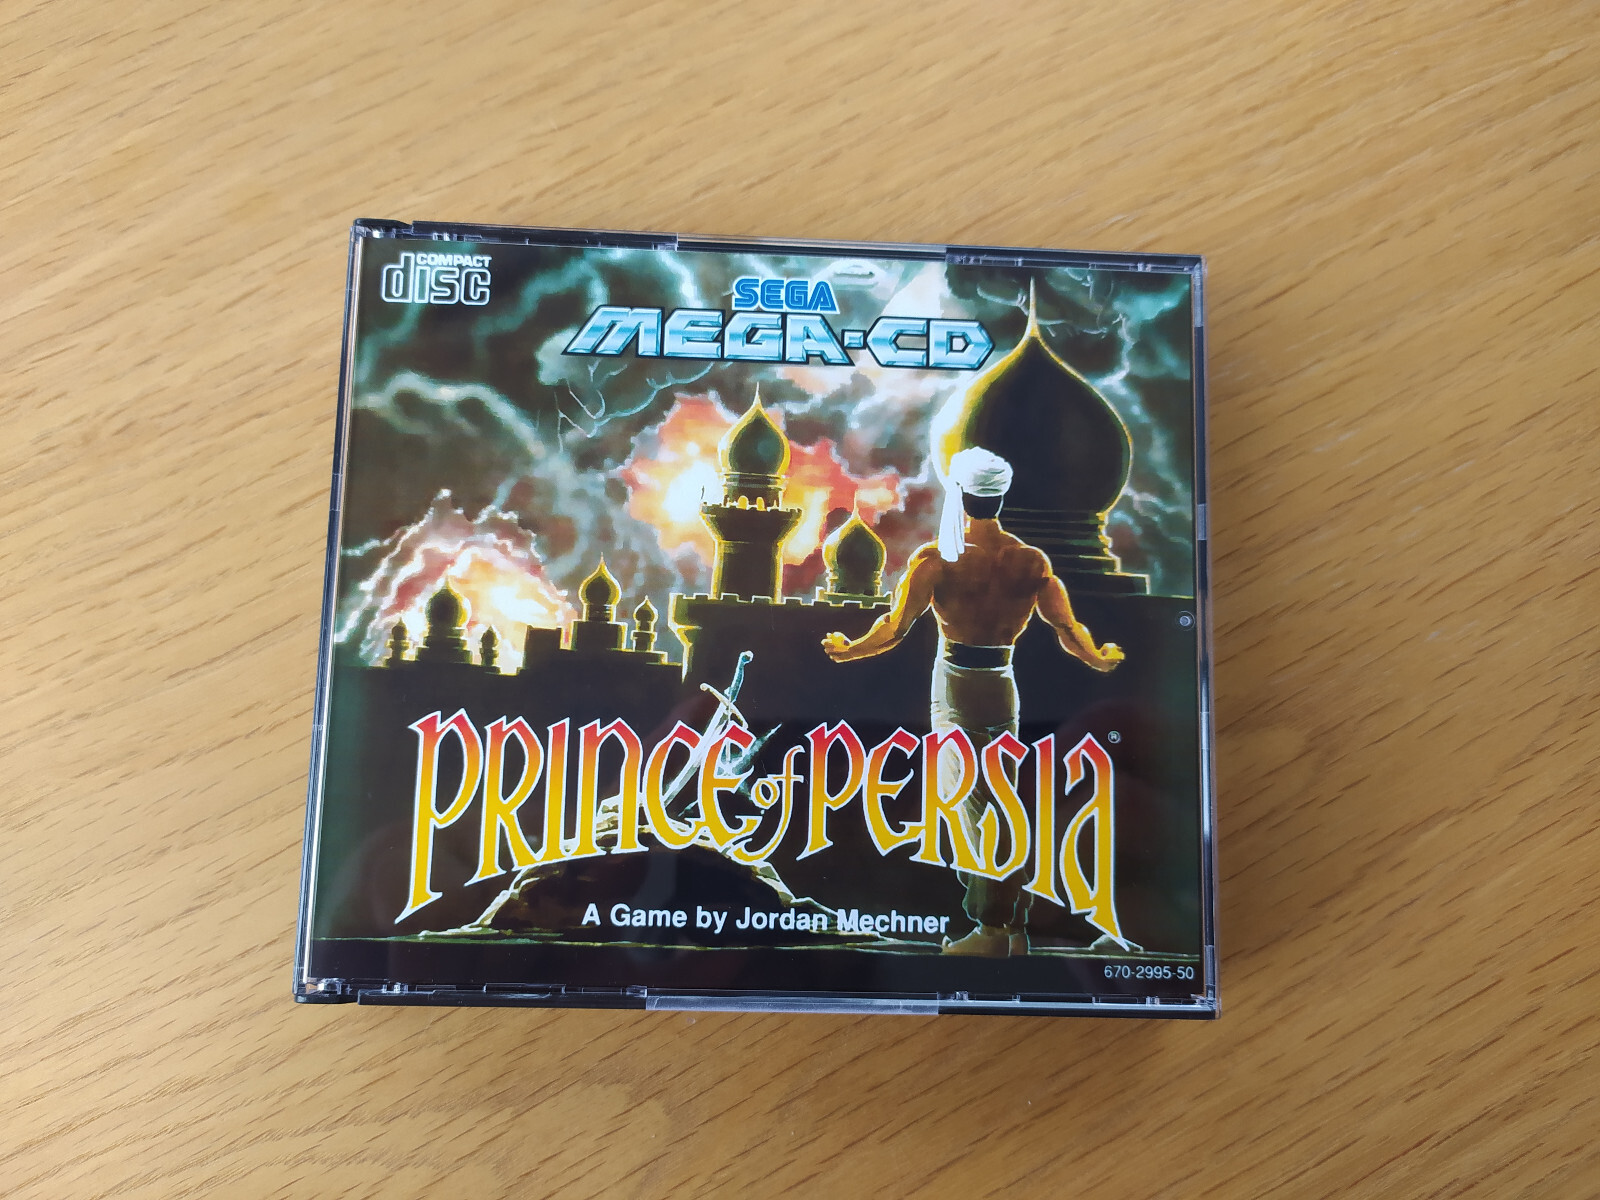 COMPACT
disc
SEGA
MEGA-CD
PRINCE of PERSIA®
A Game by Jordan Mechner
670-2995-50